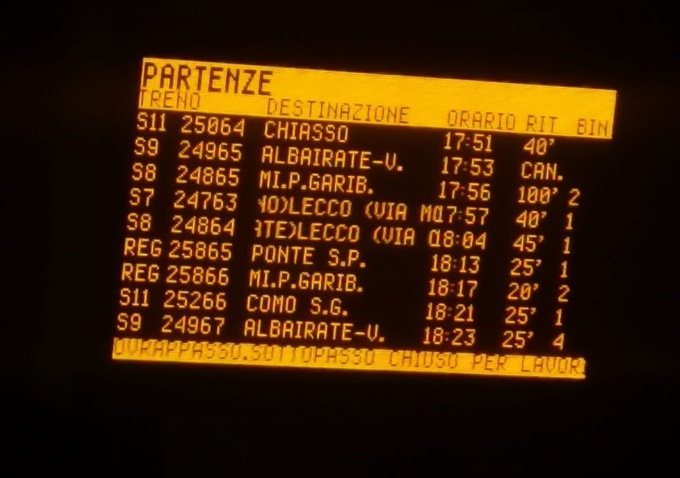 PARTENZE
TRENO DESTINAZIONE ORARIO RIT BIN
S11 25064 CHIASSO 17:51 40'
S9 24965 ALBAIRATE-V. 17:53 CAN.
S8 24865 MI.P.GARIB. 17:56 100' 2
S7 24763 NO)LECCO (VIA MO 17:57 40' 1
S8 24864 TE)LECCO (VIA C 18:04 45' 1
REG 25865 PONTE S.P. 18:13 25' 1
REG 25866 MI.P.GARIB. 18:17 20' 2
S11 25266 COMO S.G. 18:21 25' 1
S9 24967 ALBAIRATE-V. 18:23 25' 4
OVRAPPASSO.SOTTOPASSO CHIUSO PER LAVOR